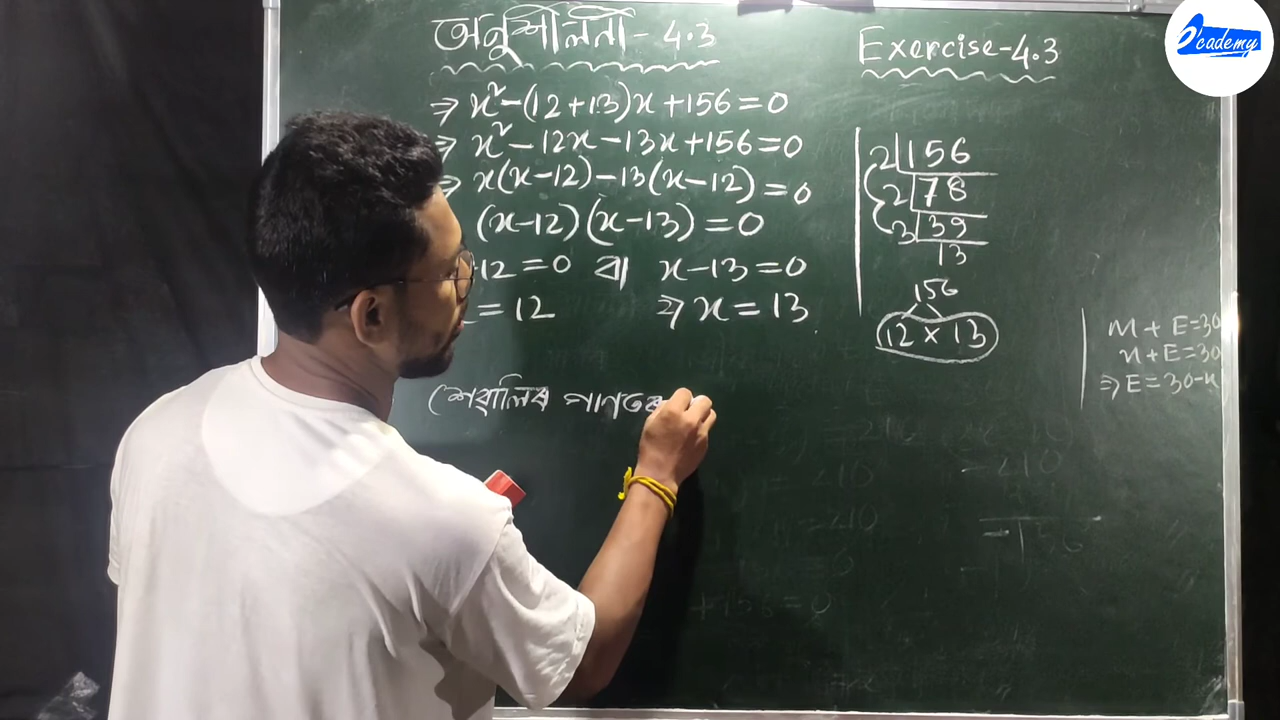 অনুশীলনী - 4.3
⇒ x² - (12+13)x + 156 = 0
⇒ x² - 12x - 13x + 156 = 0
⇒ x(x-12) - 13(x-12) = 0
(x-12)(x-13) = 0
-12 = 0 বা x-13 = 0
= 12 ⇒ x = 13
শেৱালিৰ
Exercise-4.3
2 156
2 78
3 39
13
156
12 × 13
M + E = 30
x + E = 30
⇒ E = 30-x
b'cademy